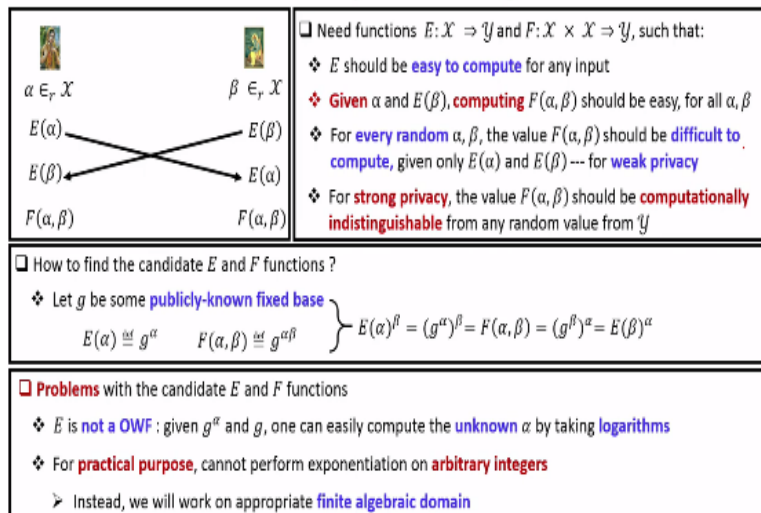 α ∈ᵣ 𝒳 β ∈ᵣ 𝒳
E(α) E(β)
E(β) E(α)
F(α, β) F(α, β)
❑ Need functions E: 𝒳 ⇒ 𝒴 and F: 𝒳 × 𝒳 ⇒ 𝒴, such that:
❖ E should be easy to compute for any input
❖ Given α and E(β), computing F(α, β) should be easy, for all α, β
❖ For every random α, β, the value F(α, β) should be difficult to
compute, given only E(α) and E(β) --- for weak privacy
❖ For strong privacy, the value F(α, β) should be computationally
indistinguishable from any random value from 𝒴
❑ How to find the candidate E and F functions ?
❖ Let g be some publicly-known fixed base
E(α) ≝ g^α F(α, β) ≝ g^{αβ} E(α)^β = (g^α)^β = F(α, β) = (g^β)^α = E(β)^α
❑ Problems with the candidate E and F functions
❖ E is not a OWF : given g^α and g, one can easily compute the unknown α by taking logarithms
❖ For practical purpose, cannot perform exponentiation on arbitrary integers
➢ Instead, we will work on appropriate finite algebraic domain